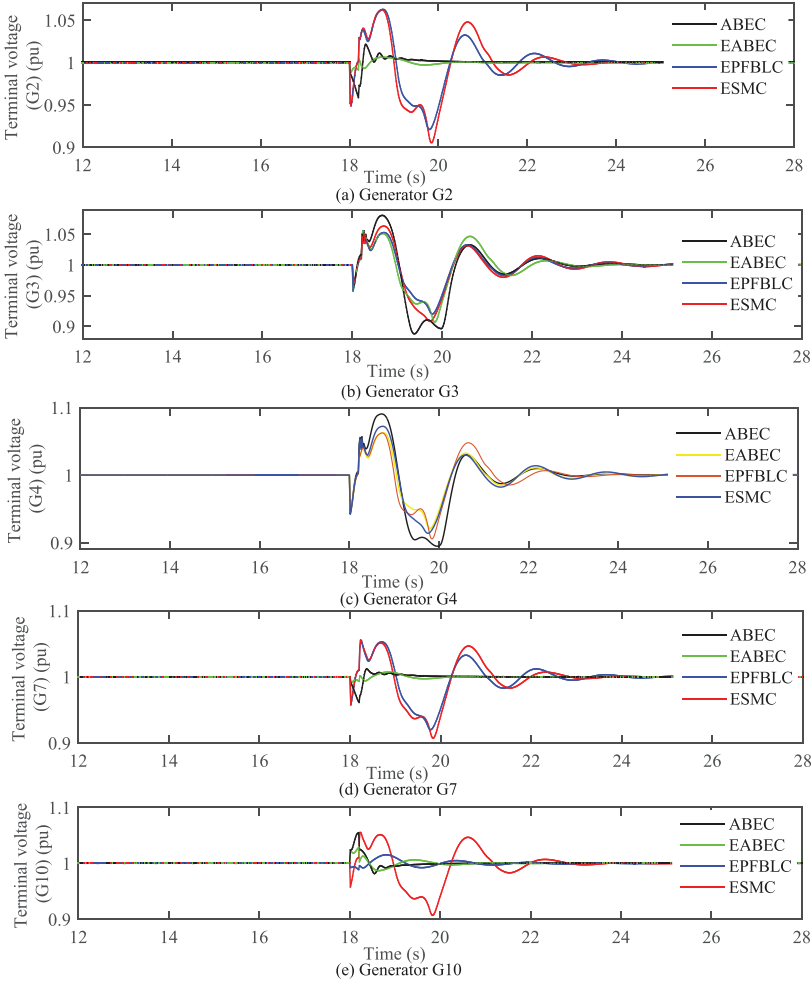 Terminal voltage
(G2) (pu)
1.05
1
0.95
0.9
ABEC
EABEC
EPFBLC
ESMC
12 14 16 18 20 22 24 26 28
Time (s)
(a) Generator G2
Terminal voltage
(G3) (pu)
1.05
1
0.95
0.9
ABEC
EABEC
EPFBLC
ESMC
12 14 16 18 20 22 24 26 28
Time (s)
(b) Generator G3
Terminal voltage
(G4) (pu)
1.1
1
0.9
ABEC
EABEC
EPFBLC
ESMC
12 14 16 18 20 22 24 26 28
Time (s)
(c) Generator G4
Terminal voltage
(G7) (pu)
1.1
1
0.9
ABEC
EABEC
EPFBLC
ESMC
12 14 16 18 20 22 24 26 28
Time (s)
(d) Generator G7
Terminal voltage
(G10) (pu)
1.1
1
0.9
ABEC
EABEC
EPFBLC
ESMC
12 14 16 18 20 22 24 26 28
Time (s)
(e) Generator G10